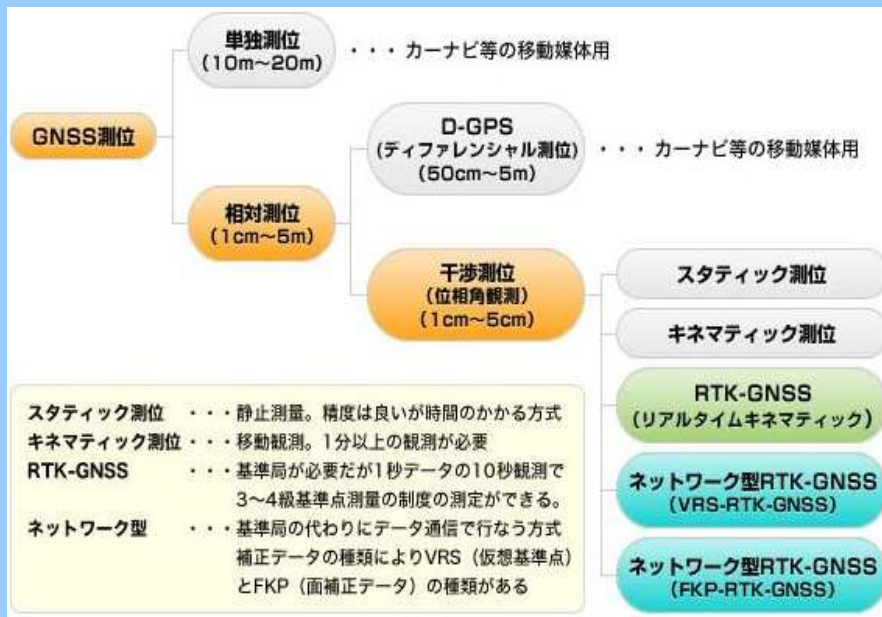 単独測位
(10m～20m)
・・・ カーナビ等の移動媒体用
GNSS測位
D-GPS
(ディファレンシャル測位)
(50cm～5m)
・・・ カーナビ等の移動媒体用
相対測位
(1cm～5m)
干渉測位
(位相角観測)
(1cm～5cm)
スタティック測位
キネマティック測位
RTK-GNSS
(リアルタイムキネマティック)
ネットワーク型RTK-GNSS
(VRS-RTK-GNSS)
ネットワーク型RTK-GNSS
(FKP-RTK-GNSS)
スタティック測位 ・・・静止測量。精度は良いが時間のかかる方式
キネマティック測位・・・移動観測。1分以上の観測が必要
RTK-GNSS ・・・基準局が必要だが1秒データの10秒観測で
3～4級基準点測量の制度の測定ができる。
ネットワーク型 ・・・基準局の代わりにデータ通信で行なう方式
補正データの種類によりVRS（仮想基準点）
とFKP（面補正データ）の種類がある